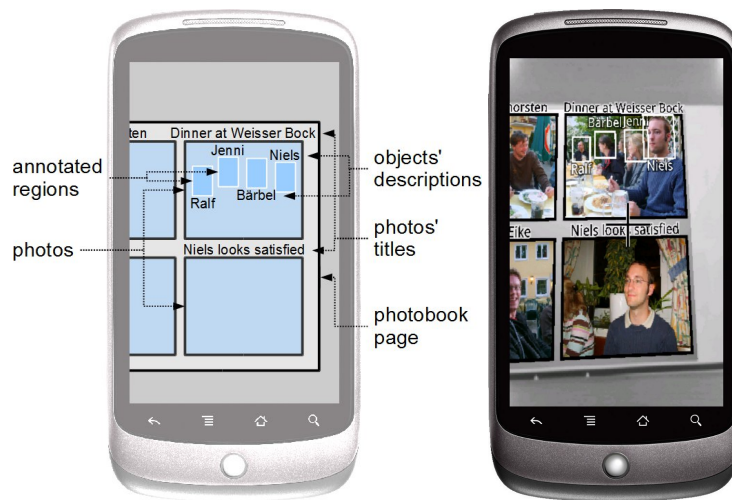 annotated
regions
photos
ten
Dinner at Weisser Bock
Jenni
Niels
Ralf
Bärbel
Niels looks satisfied
objects'
descriptions
photos'
titles
photobook
page
horsten
Dinner at Weisser Bock
Bärbel
Jenni
Ralf
Niels
Eike
Niels looks satisfied